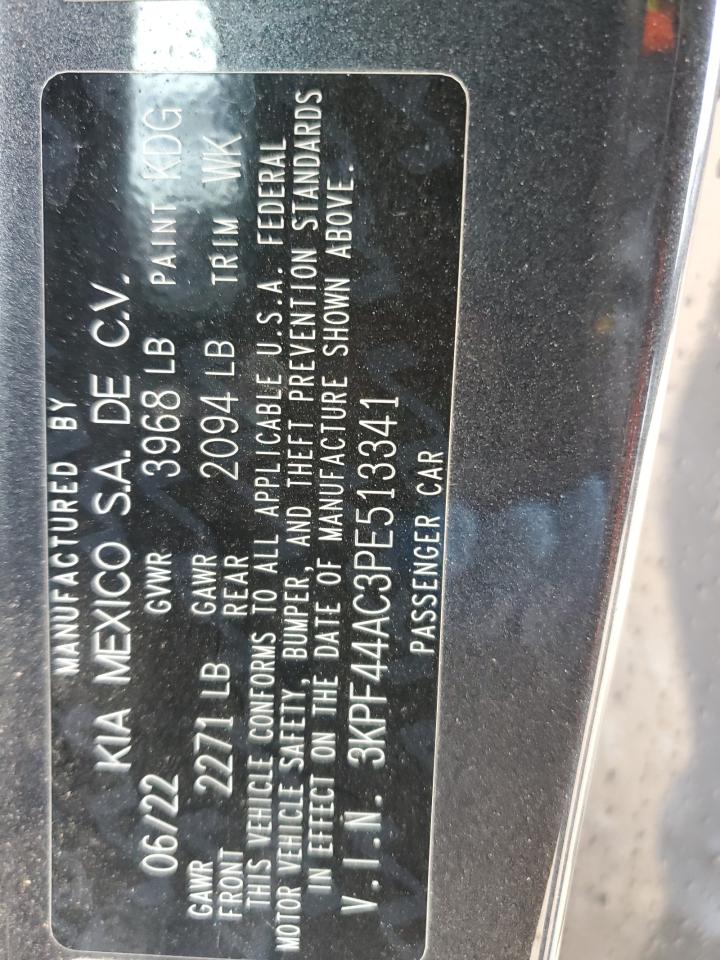 MANUFACTURED BY
KIA MEXICO S.A. DE C.V.
06/22 GVWR 3968 LB PAINT KDG
GAWR FRONT 2271 LB GAWR REAR 2094 LB TRIM WK
THIS VEHICLE CONFORMS TO ALL APPLICABLE U.S.A. FEDERAL
MOTOR VEHICLE SAFETY, BUMPER, AND THEFT PREVENTION STANDARDS
IN EFFECT ON THE DATE OF MANUFACTURE SHOWN ABOVE.
V.I.N. 3KPF44AC3PE513341
PASSENGER CAR